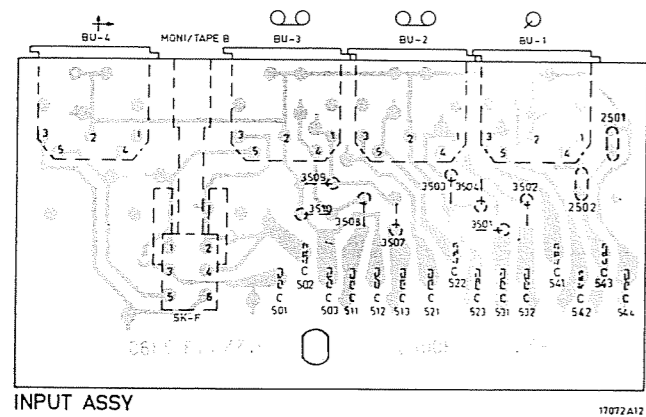 BU-4 MONI/TAPE B BU-3 BU-2 BU-1
2501
3 2 1 3 2 1 3 2 1 3 2 1
5 4 5 4 5 4 5 4
3509 3503 3504 3502
3510 3508 3507 3501 2502
1 2
3 4
5 6
502 522 541 543
501 503 511 512 513 521 523 531 532 542 544
SK-F
INPUT ASSY
17072A12